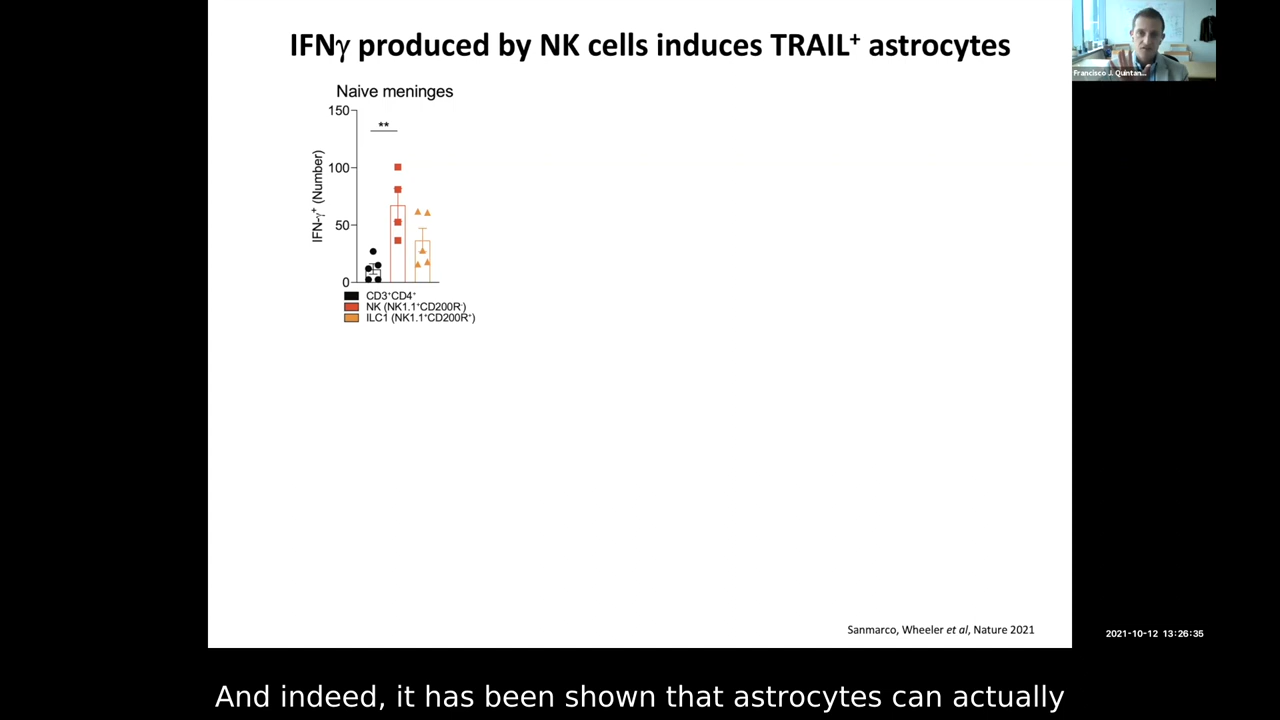 IFNγ produced by NK cells induces TRAIL⁺ astrocytes
Francisco J. Quintan...
Naive meninges
150
**
100
50
0
IFN-γ⁺ (Number)
CD3⁺CD4⁺
NK (NK1.1⁺CD200R⁻)
ILC1 (NK1.1⁺CD200R⁺)
Sanmarco, Wheeler et al, Nature 2021
2021-10-12 13:26:35
And indeed, it has been shown that astrocytes can actually